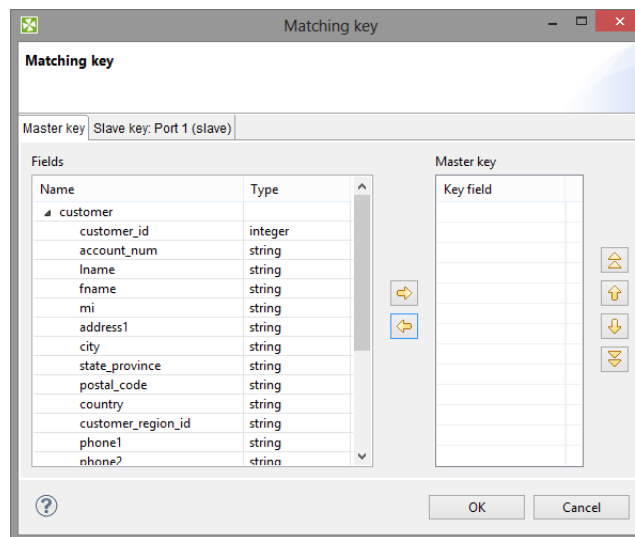 Matching key
Matching key
Master key Slave key: Port 1 (slave)
Fields Master key
Name Type Key field
customer
customer_id integer
account_num string
lname string
fname string
mi string
address1 string
city string
state_province string
postal_code string
country string
customer_region_id string
phone1 string
phone2 string
? OK Cancel